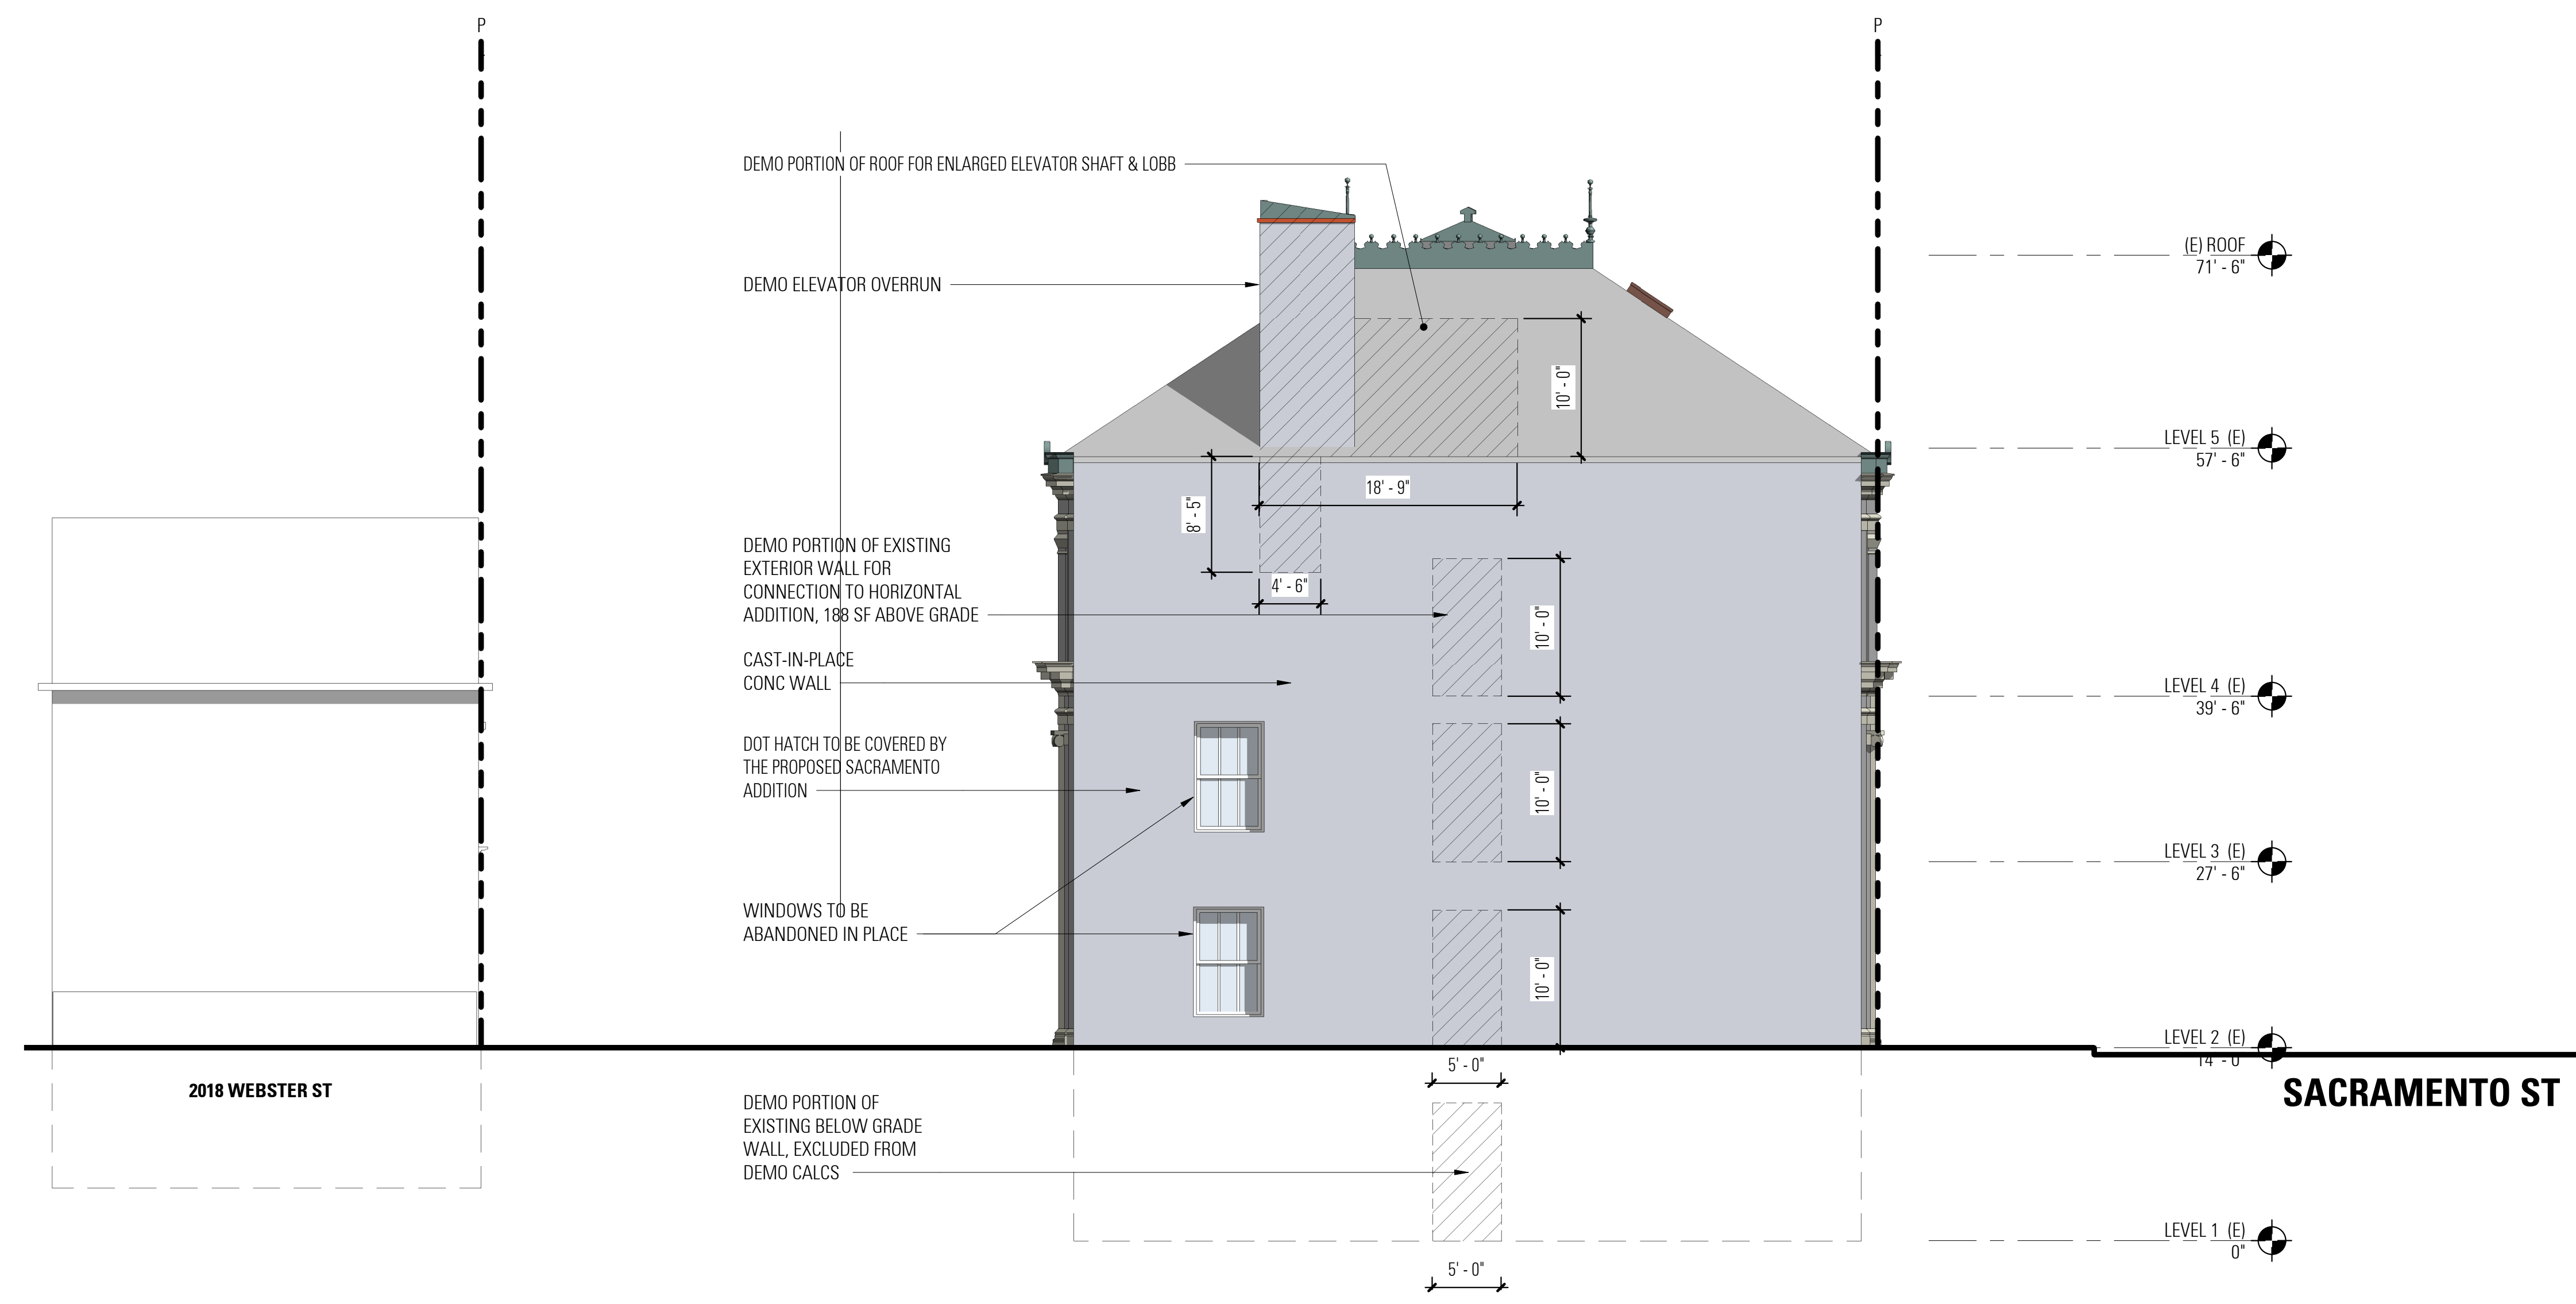 P
P
DEMO PORTION OF ROOF FOR ENLARGED ELEVATOR SHAFT & LOBB
(E) ROOF
71' - 6"
DEMO ELEVATOR OVERRUN
10' - 0"
LEVEL 5 (E)
57' - 6"
18' - 9"
8' - 5"
DEMO PORTION OF EXISTING
EXTERIOR WALL FOR
CONNECTION TO HORIZONTAL
ADDITION, 188 SF ABOVE GRADE
4' - 6"
10' - 0"
CAST-IN-PLACE
CONC WALL
LEVEL 4 (E)
39' - 6"
DOT HATCH TO BE COVERED BY
THE PROPOSED SACRAMENTO
ADDITION
10' - 0"
LEVEL 3 (E)
27' - 6"
WINDOWS TO BE
ABANDONED IN PLACE
10' - 0"
LEVEL 2 (E)
14' - 0
5' - 0"
2018 WEBSTER ST
SACRAMENTO ST
DEMO PORTION OF
EXISTING BELOW GRADE
WALL, EXCLUDED FROM
DEMO CALCS
LEVEL 1 (E)
0"
5' - 0"